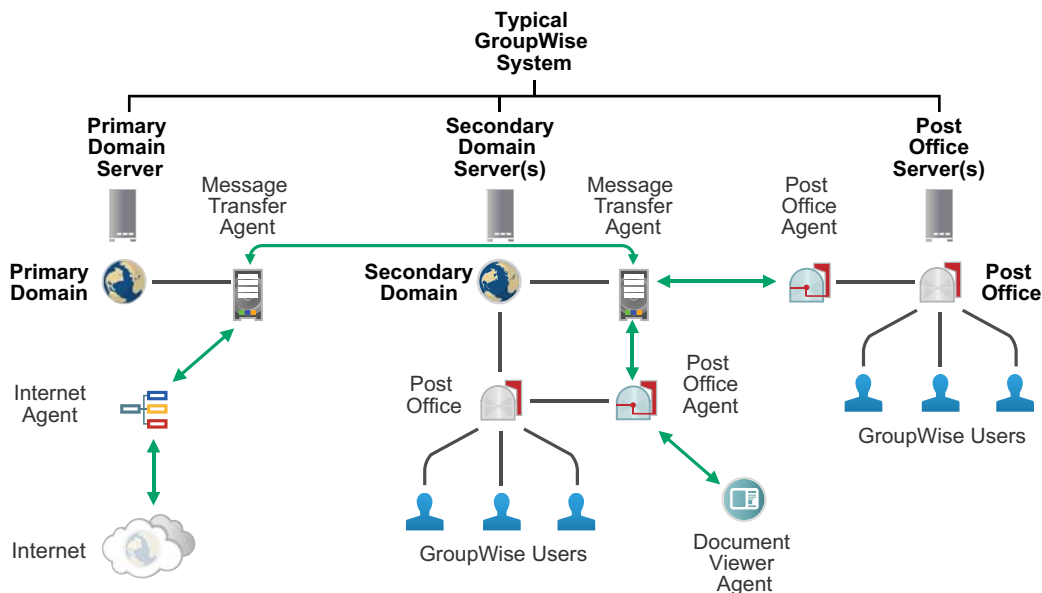 Typical
GroupWise
System
Primary
Domain
Server
Secondary
Domain
Server(s)
Post
Office
Server(s)
Message
Transfer
Agent
Message
Transfer
Agent
Post
Office
Agent
Primary
Domain
Secondary
Domain
Post
Office
Internet
Agent
Post
Office
Post
Office
Agent
GroupWise Users
Internet
GroupWise Users
Document
Viewer
Agent